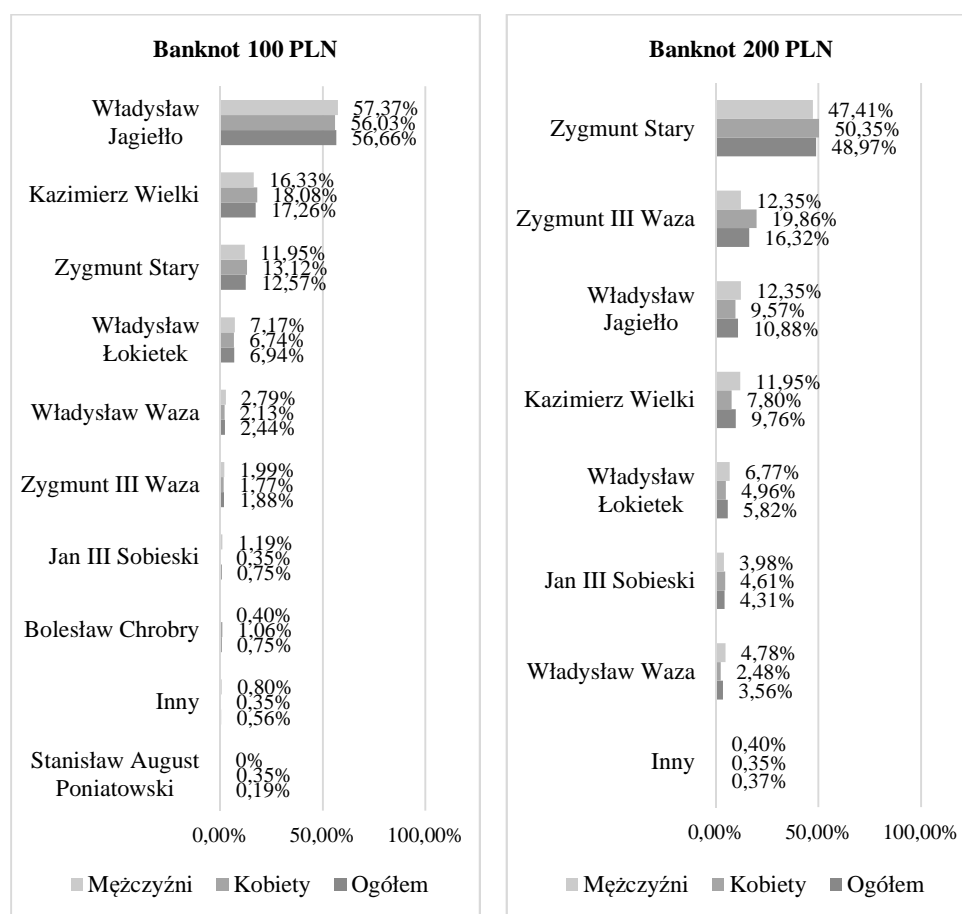 Banknot 100 PLN
Władysław
Jagiełło
57,37%
56,03%
56,66%
Kazimierz Wielki
16,33%
18,08%
17,26%
Zygmunt Stary
11,95%
13,12%
12,57%
Władysław
Łokietek
7,17%
6,74%
6,94%
Władysław Waza
2,79%
2,13%
2,44%
Zygmunt III Waza
1,99%
1,77%
1,88%
Jan III Sobieski
1,19%
0,35%
0,75%
Bolesław Chrobry
0,40%
1,06%
0,75%
Inny
0,80%
0,35%
0,56%
Stanisław August
Poniatowski
0%
0,35%
0,19%
0,00% 50,00% 100,00%
Mężczyźni Kobiety Ogółem
Banknot 200 PLN
Zygmunt Stary
47,41%
50,35%
48,97%
Zygmunt III Waza
12,35%
19,86%
16,32%
Władysław
Jagiełło
12,35%
9,57%
10,88%
Kazimierz Wielki
11,95%
7,80%
9,76%
Władysław
Łokietek
6,77%
4,96%
5,82%
Jan III Sobieski
3,98%
4,61%
4,31%
Władysław Waza
4,78%
2,48%
3,56%
Inny
0,40%
0,35%
0,37%
0,00% 50,00% 100,00%
Mężczyźni Kobiety Ogółem